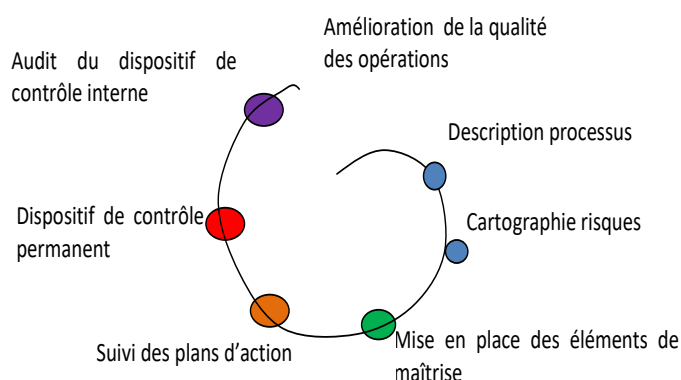 Amélioration de la qualité
des opérations
Audit du dispositif de
contrôle interne
Description processus
Dispositif de contrôle
permanent
Cartographie risques
Mise en place des éléments de
maîtrise
Suivi des plans d'action